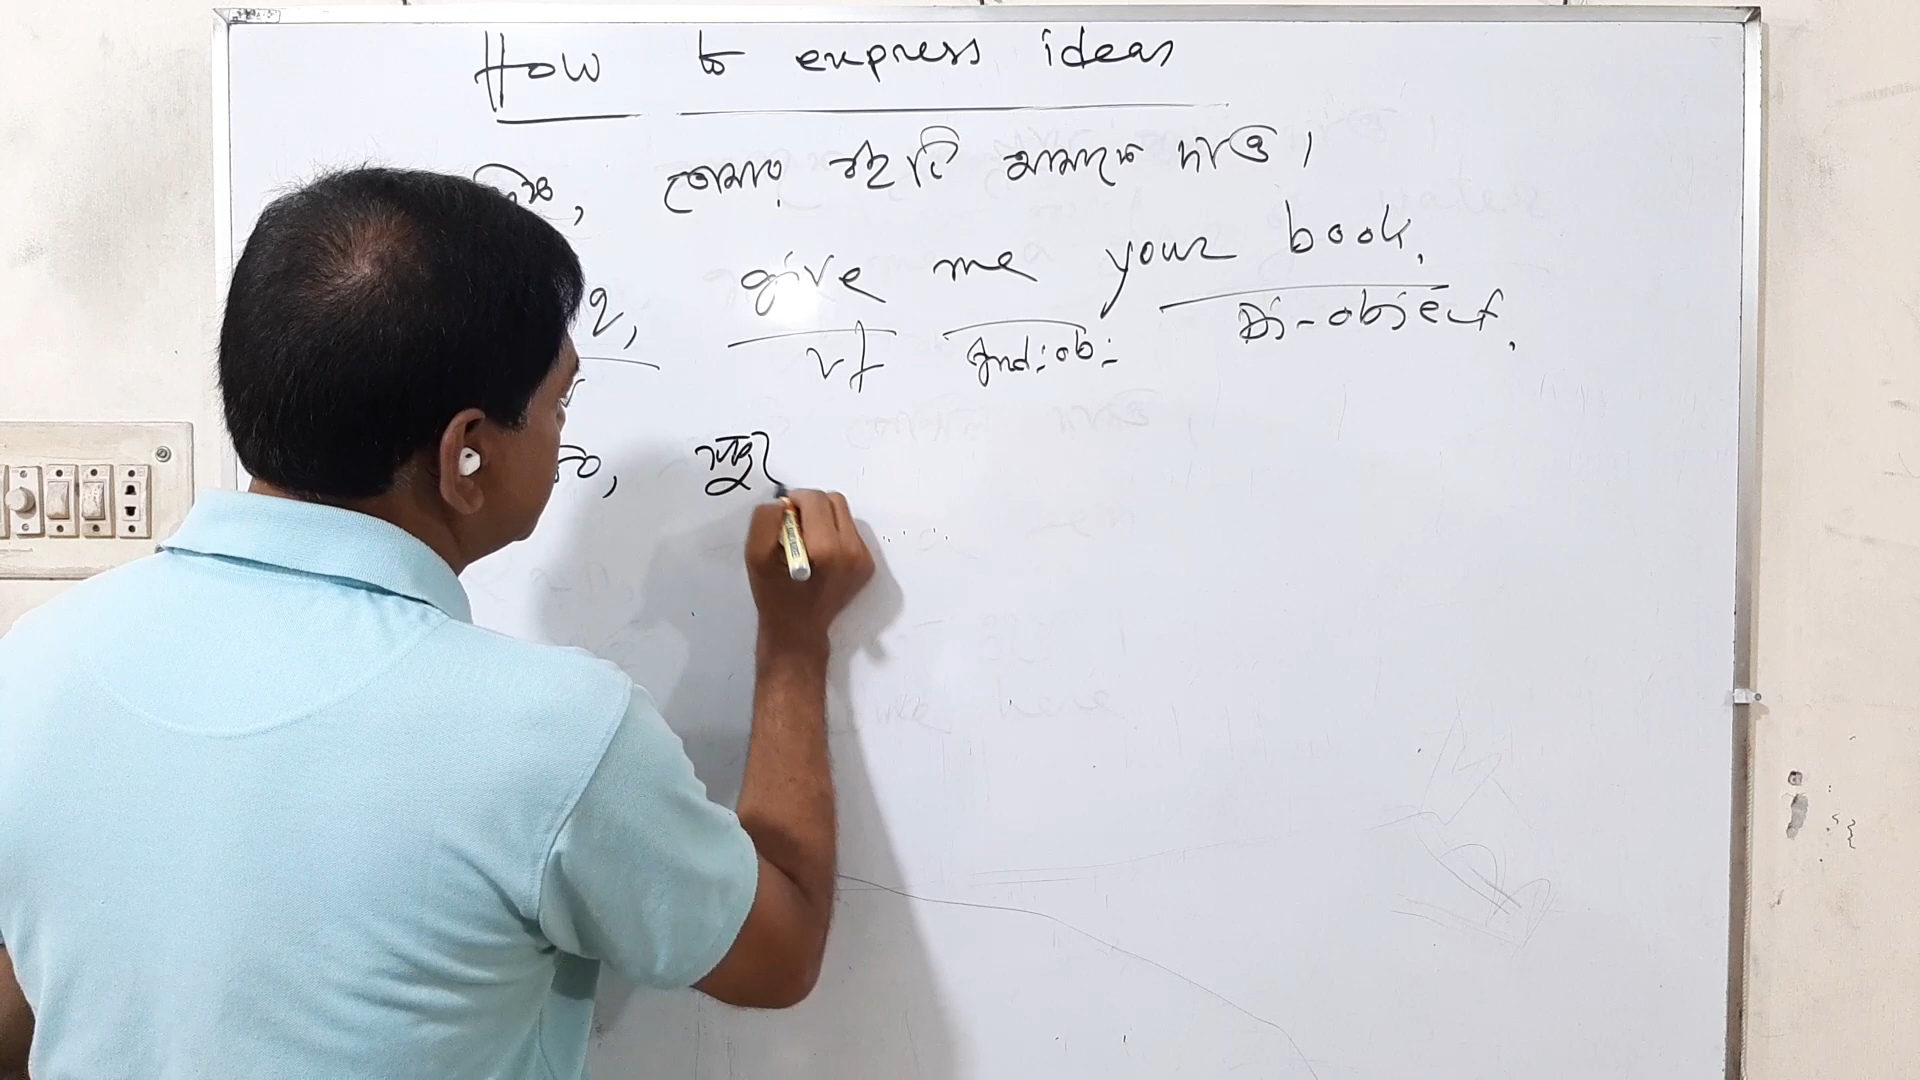 How to express ideas
, তোমার বইটি আমাকে দাও।
, give me your book.
vt Ind:ob: Di-object.
,